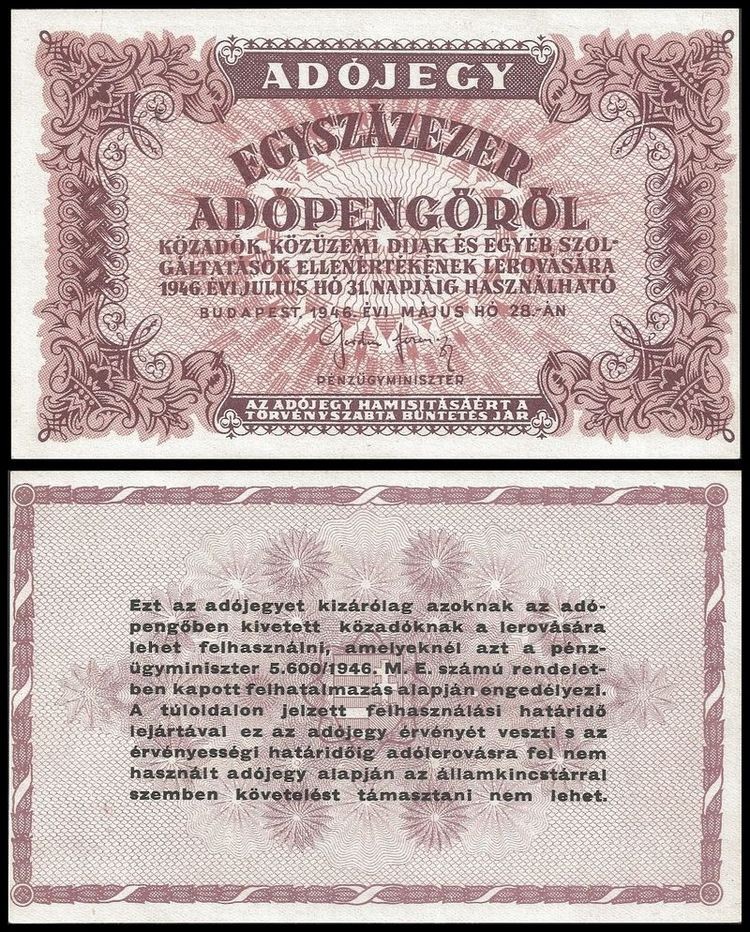 ADÓJEGY
EGYSZÁZEZER
ADÓPENGŐRŐL
KÖZADÓK, KÖZÜZEMI DIJAK ÉS EGYÉB SZOL-
GÁLTATÁSOK ELLENÉRTÉKÉNEK LEROVÁSÁRA
1946. ÉVI JULIUS HÓ 31. NAPJÁIG HASZNÁLHATÓ
BUDAPEST, 1946. ÉVI MÁJUS HÓ 28.-ÁN
PÉNZÜGYMINISZTER
AZ ADÓJEGY HAMISITÁSÁÉRT A
TÖRVÉNYSZABTA BÜNTETÉS JÁR
Ezt az adójegyet kizárólag azoknak az adó-
pengőben kivetett közadóknak a lerovására
lehet felhasználni, amelyeknél azt a pénz-
ügyminiszter 5.600/1946. M. E. számú rendelet-
ben kapott felhatalmazás alapján engedélyezi.
A túloldalon jelzett felhasználási határidő
lejártával ez az adójegy érvényét veszti s az
érvényességi határidőig adólerovásra fel nem
használt adójegy alapján az államkincstárral
szemben követelést támasztani nem lehet.